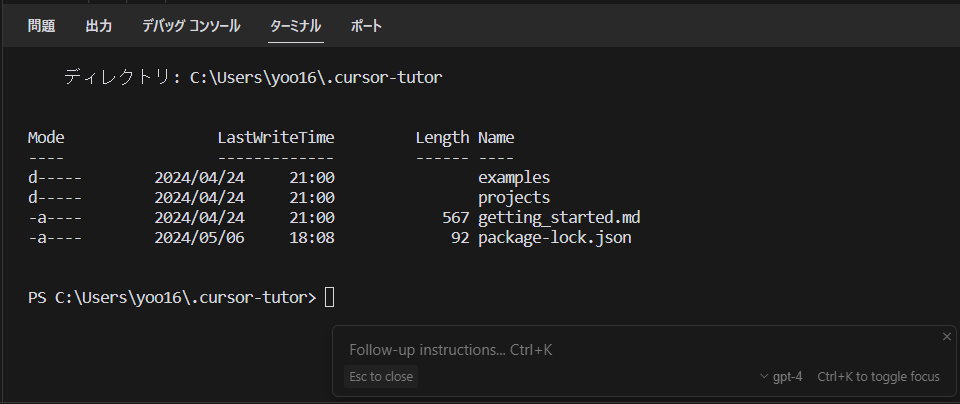 問題 出力 デバッグ コンソール ターミナル ポート
ディレクトリ: C:\Users\yoo16\.cursor-tutor
Mode LastWriteTime Length Name
---- ------------- ------ ----
d----- 2024/04/24 21:00 examples
d----- 2024/04/24 21:00 projects
-a---- 2024/04/24 21:00 567 getting_started.md
-a---- 2024/05/06 18:08 92 package-lock.json
PS C:\Users\yoo16\.cursor-tutor>
Follow-up instructions... Ctrl+K
Esc to close gpt-4 Ctrl+K to toggle focus